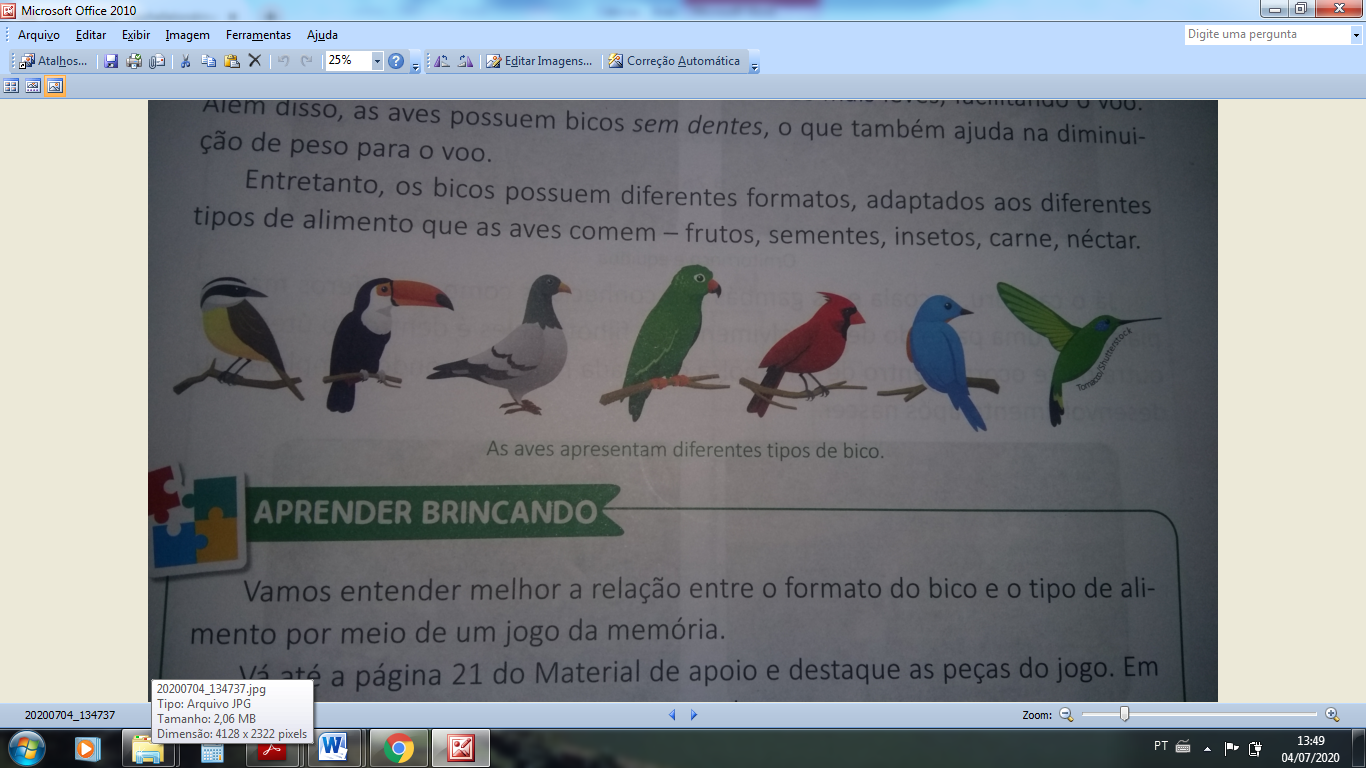 Microsoft Office 2010
Arquivo Editar Exibir Imagem Ferramentas Ajuda
Digite uma pergunta
Atalhos... 25% Editar Imagens... Correção Automática
Além disso, as aves possuem bicos sem dentes, o que também ajuda na diminui-
ção de peso para o voo.
Entretanto, os bicos possuem diferentes formatos, adaptados aos diferentes
tipos de alimento que as aves comem – frutos, sementes, insetos, carne, néctar.
Tomacco/Shutterstock
As aves apresentam diferentes tipos de bico.
APRENDER BRINCANDO
Vamos entender melhor a relação entre o formato do bico e o tipo de ali-
mento por meio de um jogo da memória.
Vá até a página 21 do Material de apoio e destaque as peças do jogo. Em
20200704_134737.jpg
Tipo: Arquivo JPG
Tamanho: 2,06 MB
Dimensão: 4128 x 2322 pixels
20200704_134737
Zoom:
PT
13:49
04/07/2020